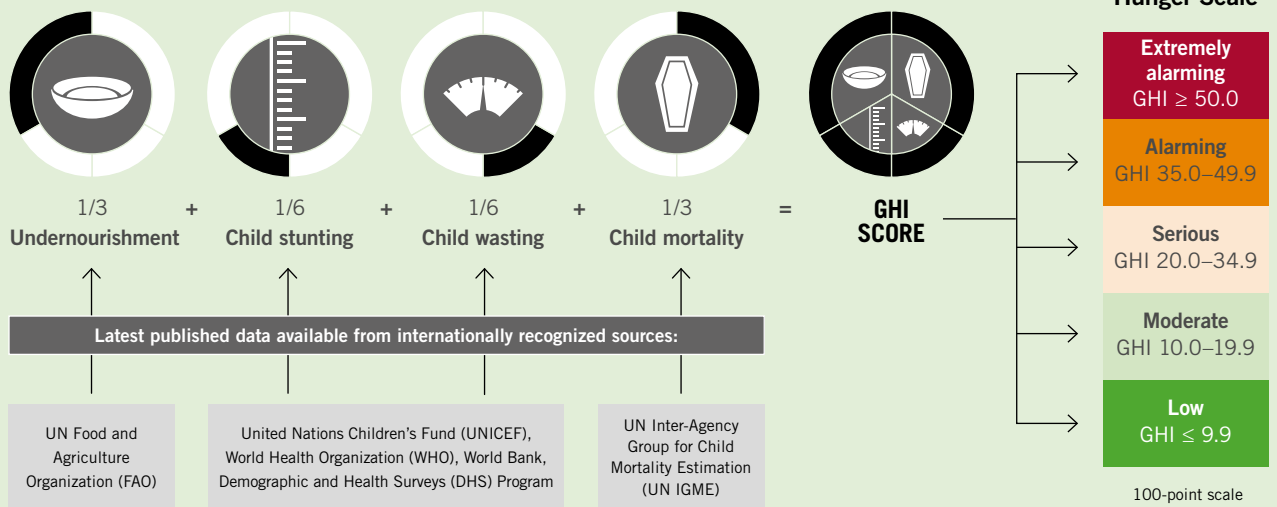 Hunger Scale
1/3
Undernourishment
+
1/6
Child stunting
+
1/6
Child wasting
+
1/3
Child mortality
=
GHI
SCORE
Latest published data available from internationally recognized sources:
UN Food and
Agriculture
Organization (FAO)
United Nations Children’s Fund (UNICEF),
World Health Organization (WHO), World Bank,
Demographic and Health Surveys (DHS) Program
UN Inter-Agency
Group for Child
Mortality Estimation
(UN IGME)
Extremely
alarming
GHI ≥ 50.0
Alarming
GHI 35.0–49.9
Serious
GHI 20.0–34.9
Moderate
GHI 10.0–19.9
Low
GHI ≤ 9.9
100-point scale